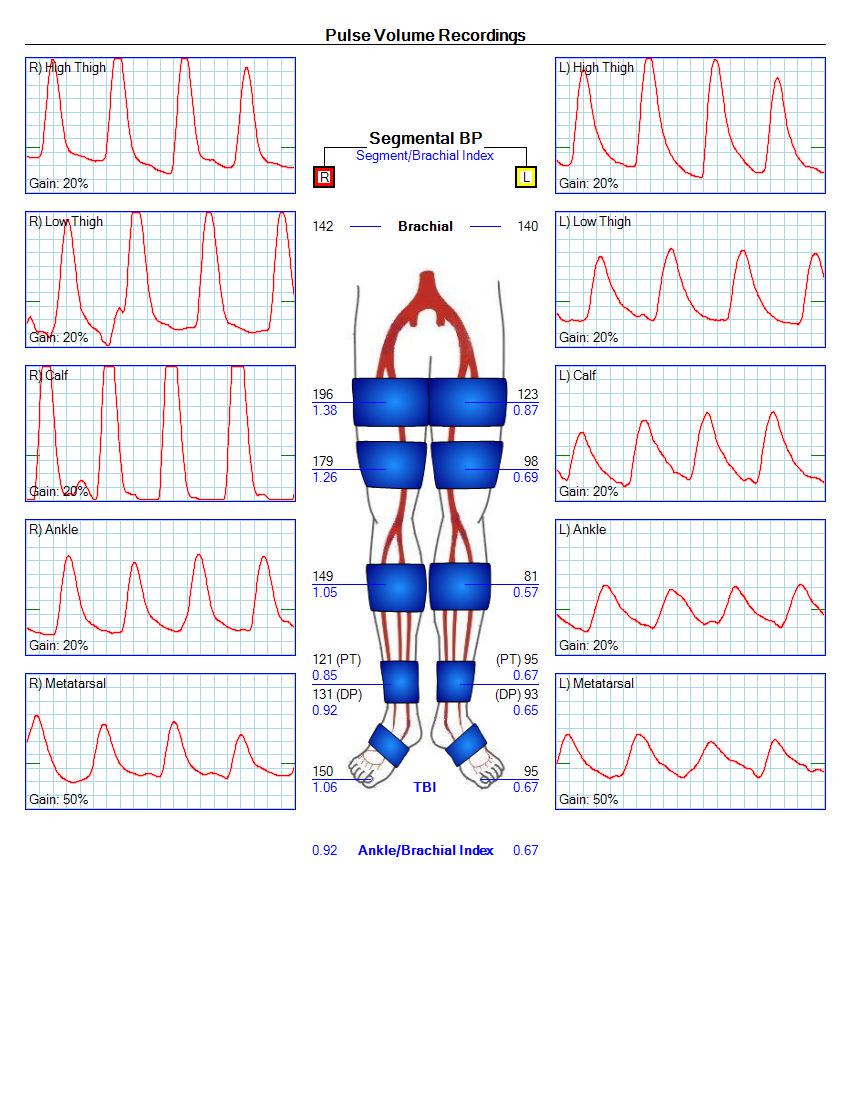 Pulse Volume Recordings
R) High Thigh
Gain: 20%
R) Low Thigh
Gain: 20%
R) Calf
Gain: 20%
R) Ankle
Gain: 20%
R) Metatarsal
Gain: 50%
Segmental BP
Segment/Brachial Index
R
L
142 Brachial 140
196 123
1.38 0.87
179 98
1.26 0.69
149 81
1.05 0.57
121 (PT) (PT) 95
0.85 0.67
131 (DP) (DP) 93
0.92 0.65
150 95
1.06 TBI 0.67
0.92 Ankle/Brachial Index 0.67
L) High Thigh
Gain: 20%
L) Low Thigh
Gain: 20%
L) Calf
Gain: 20%
L) Ankle
Gain: 20%
L) Metatarsal
Gain: 50%